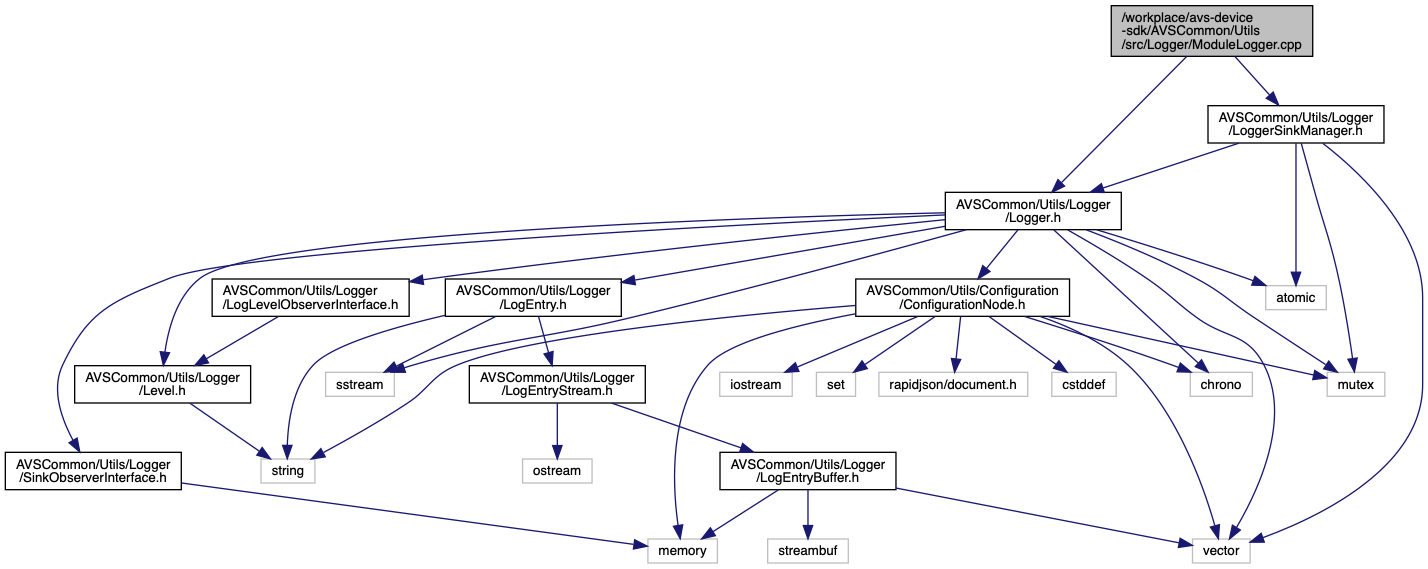 /workplace/avs-device
-sdk/AVSCommon/Utils
/src/Logger/ModuleLogger.cpp
AVSCommon/Utils/Logger
/LoggerSinkManager.h
AVSCommon/Utils/Logger
/Logger.h
AVSCommon/Utils/Logger
/LogLevelObserverInterface.h
AVSCommon/Utils/Logger
/LogEntry.h
AVSCommon/Utils/Configuration
/ConfigurationNode.h
atomic
AVSCommon/Utils/Logger
/Level.h
sstream
AVSCommon/Utils/Logger
/LogEntryStream.h
iostream
set
rapidjson/document.h
cstddef
chrono
mutex
AVSCommon/Utils/Logger
/SinkObserverInterface.h
string
ostream
AVSCommon/Utils/Logger
/LogEntryBuffer.h
memory
streambuf
vector